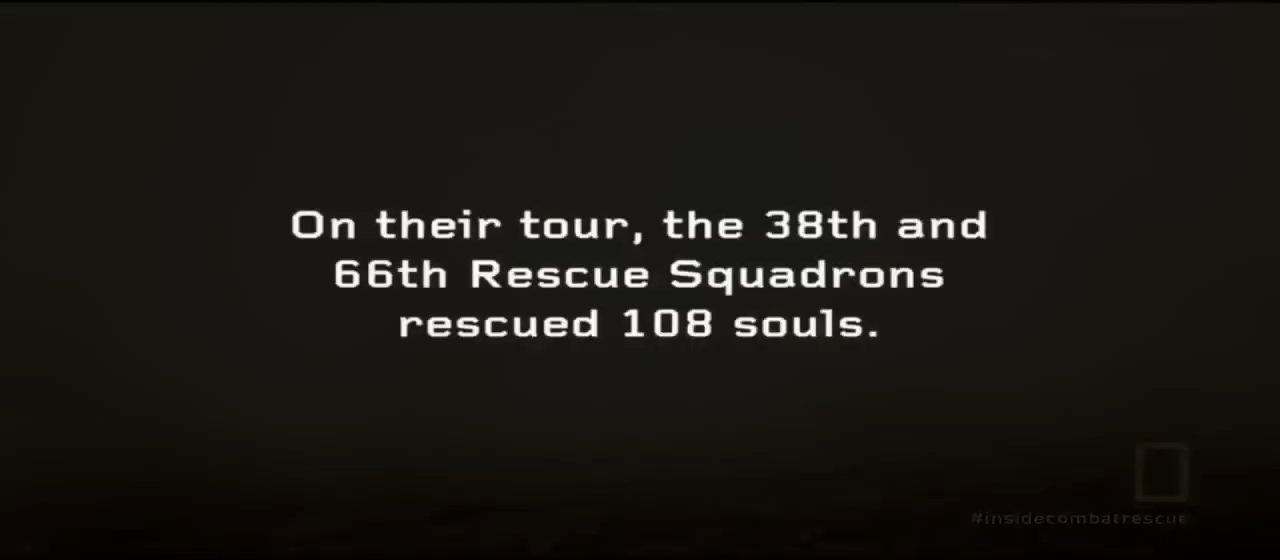 On their tour, the 38th and
66th Rescue Squadrons
rescued 108 souls.
#insidecombatrescue